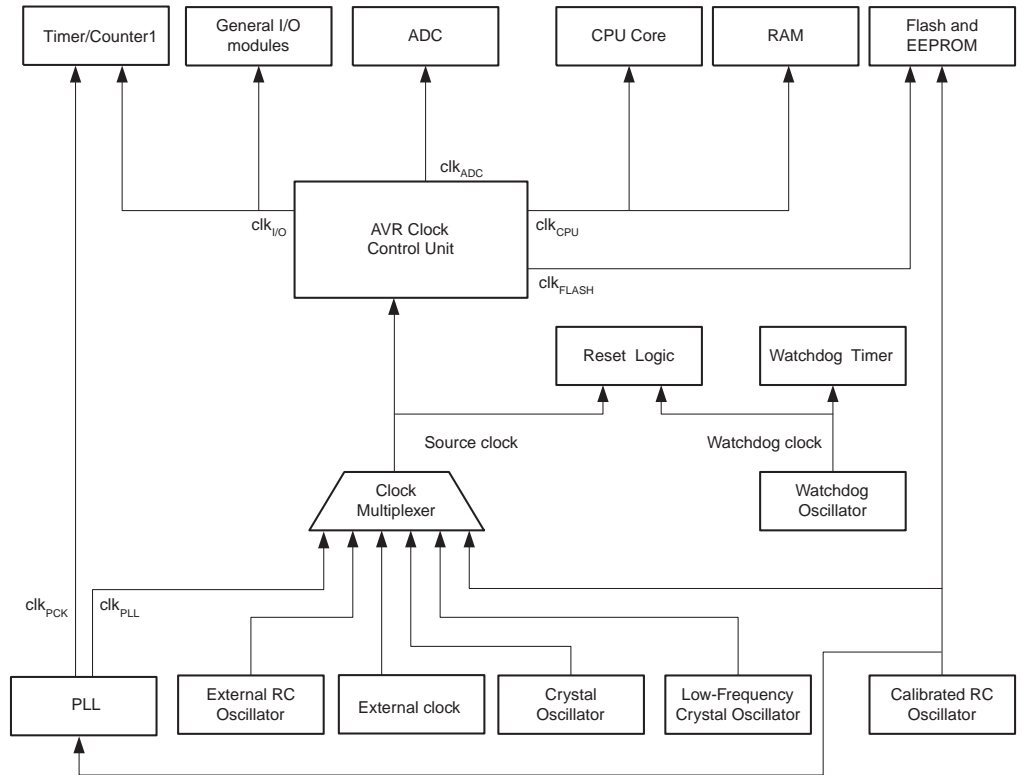 Timer/Counter1
General I/O
modules
ADC
CPU Core
RAM
Flash and
EEPROM
clkADC
clkI/O
AVR Clock
Control Unit
clkCPU
clkFLASH
Reset Logic
Watchdog Timer
Source clock
Watchdog clock
Clock
Multiplexer
Watchdog
Oscillator
clkPCK
clkPLL
PLL
External RC
Oscillator
External clock
Crystal
Oscillator
Low-Frequency
Crystal Oscillator
Calibrated RC
Oscillator